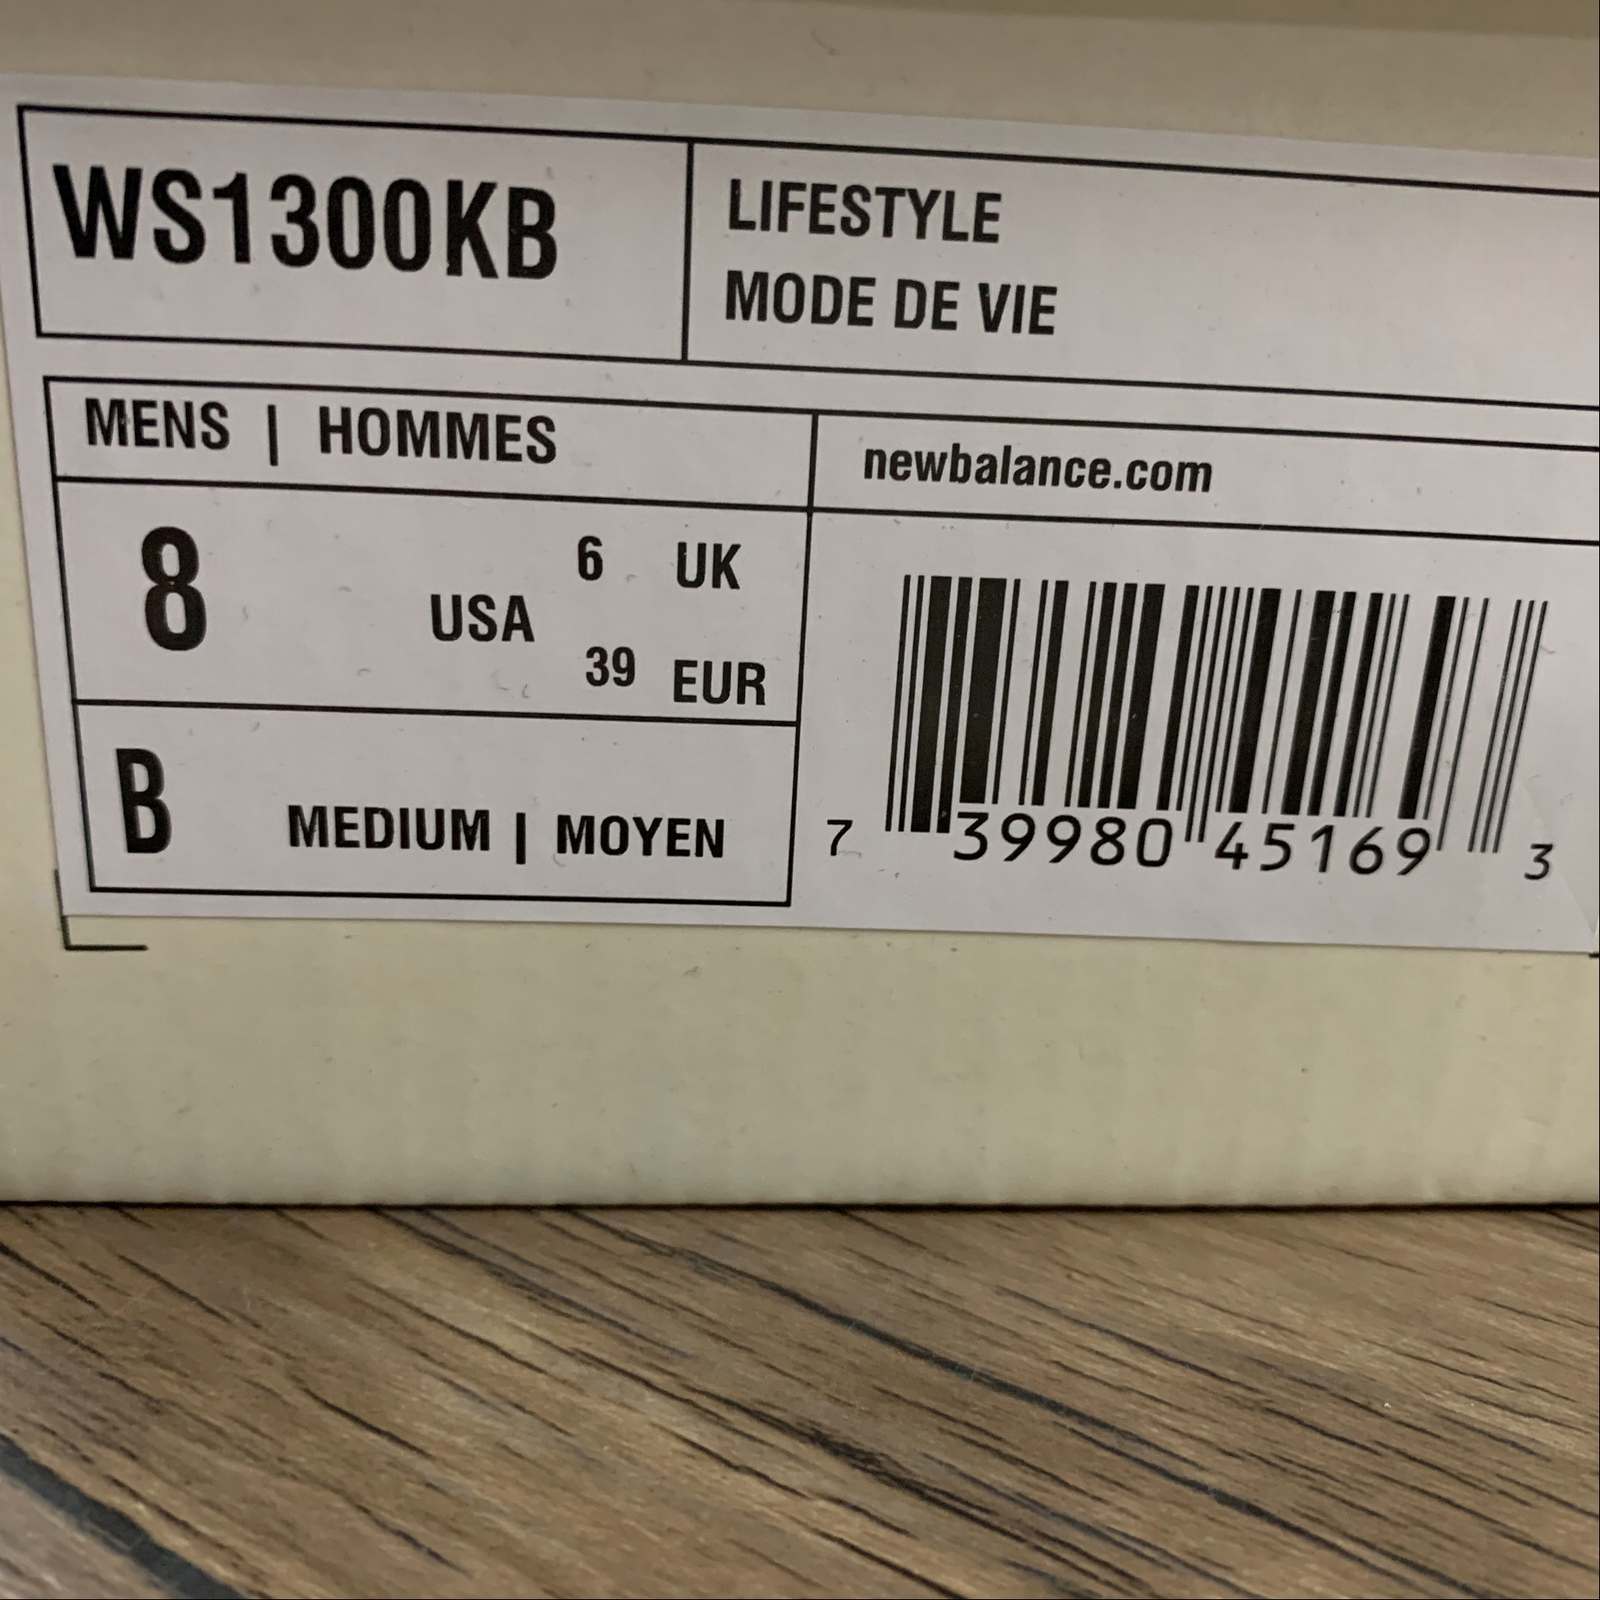 WS1300KB
LIFESTYLE
MODE DE VIE
MENS | HOMMES
newbalance.com
8 USA
6 UK
39 EUR
B MEDIUM | MOYEN
7 39980 45169 3